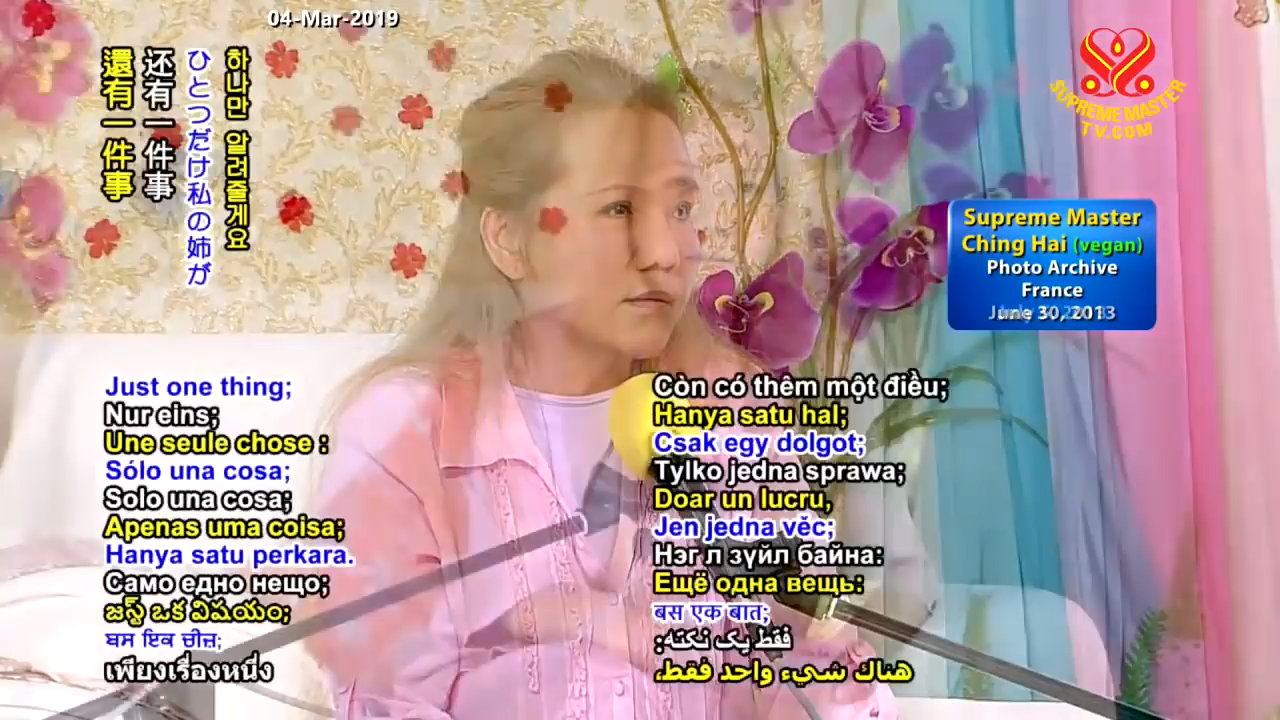 04-Mar-2019
還有一件事
还有一件事
ひとつだけ私の姉が
하나만 알려줄게요
SUPREME MASTER
TV.COM
Supreme Master
Ching Hai (vegan)
Photo Archive
France
June 30, 2013
Just one thing;
Nur eins;
Une seule chose :
Sólo una cosa;
Solo una cosa;
Apenas uma coisa;
Hanya satu perkara.
Само едно нещо;
జస్ట్ ఒక విషయం;
ਬਸ ਇਕ ਚੀਜ਼;
เพียงเรื่องหนึ่ง
Còn có thêm một điều;
Hanya satu hal;
Csak egy dolgot;
Tylko jedna sprawa;
Doar un lucru,
Jen jedna věc;
Нэг л зүйл байна:
Ещё одна вещь:
बस एक बात;
فقط یک نکته:
هناك شيء واحد فقط،